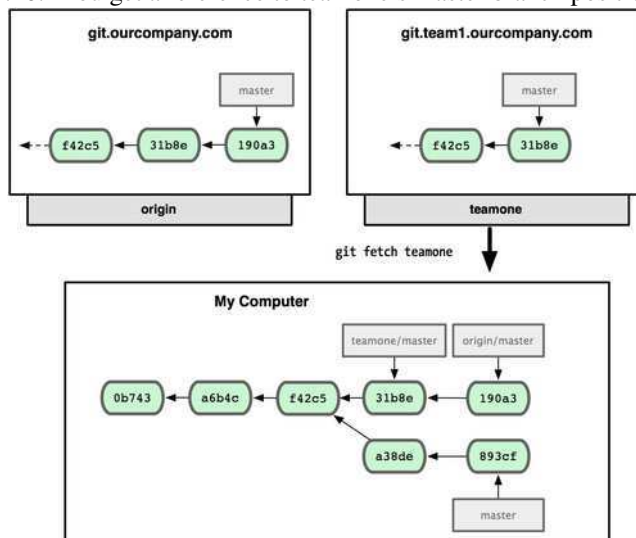 git.ourcompany.com
master
f42c5
31b8e
190a3
origin
git.team1.ourcompany.com
master
f42c5
31b8e
teamone
git fetch teamone
My Computer
teamone/master
origin/master
0b743
a6b4c
f42c5
31b8e
190a3
a38de
893cf
master